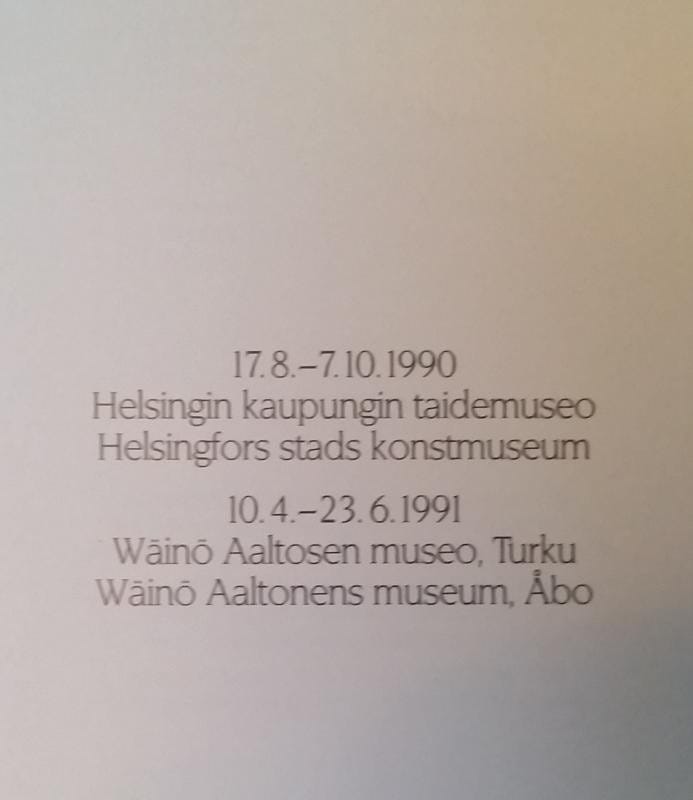 17.8.–7.10.1990
Helsingin kaupungin taidemuseo
Helsingfors stads konstmuseum
10.4.–23.6.1991
Wäinö Aaltosen museo, Turku
Wäinö Aaltonens museum, Åbo